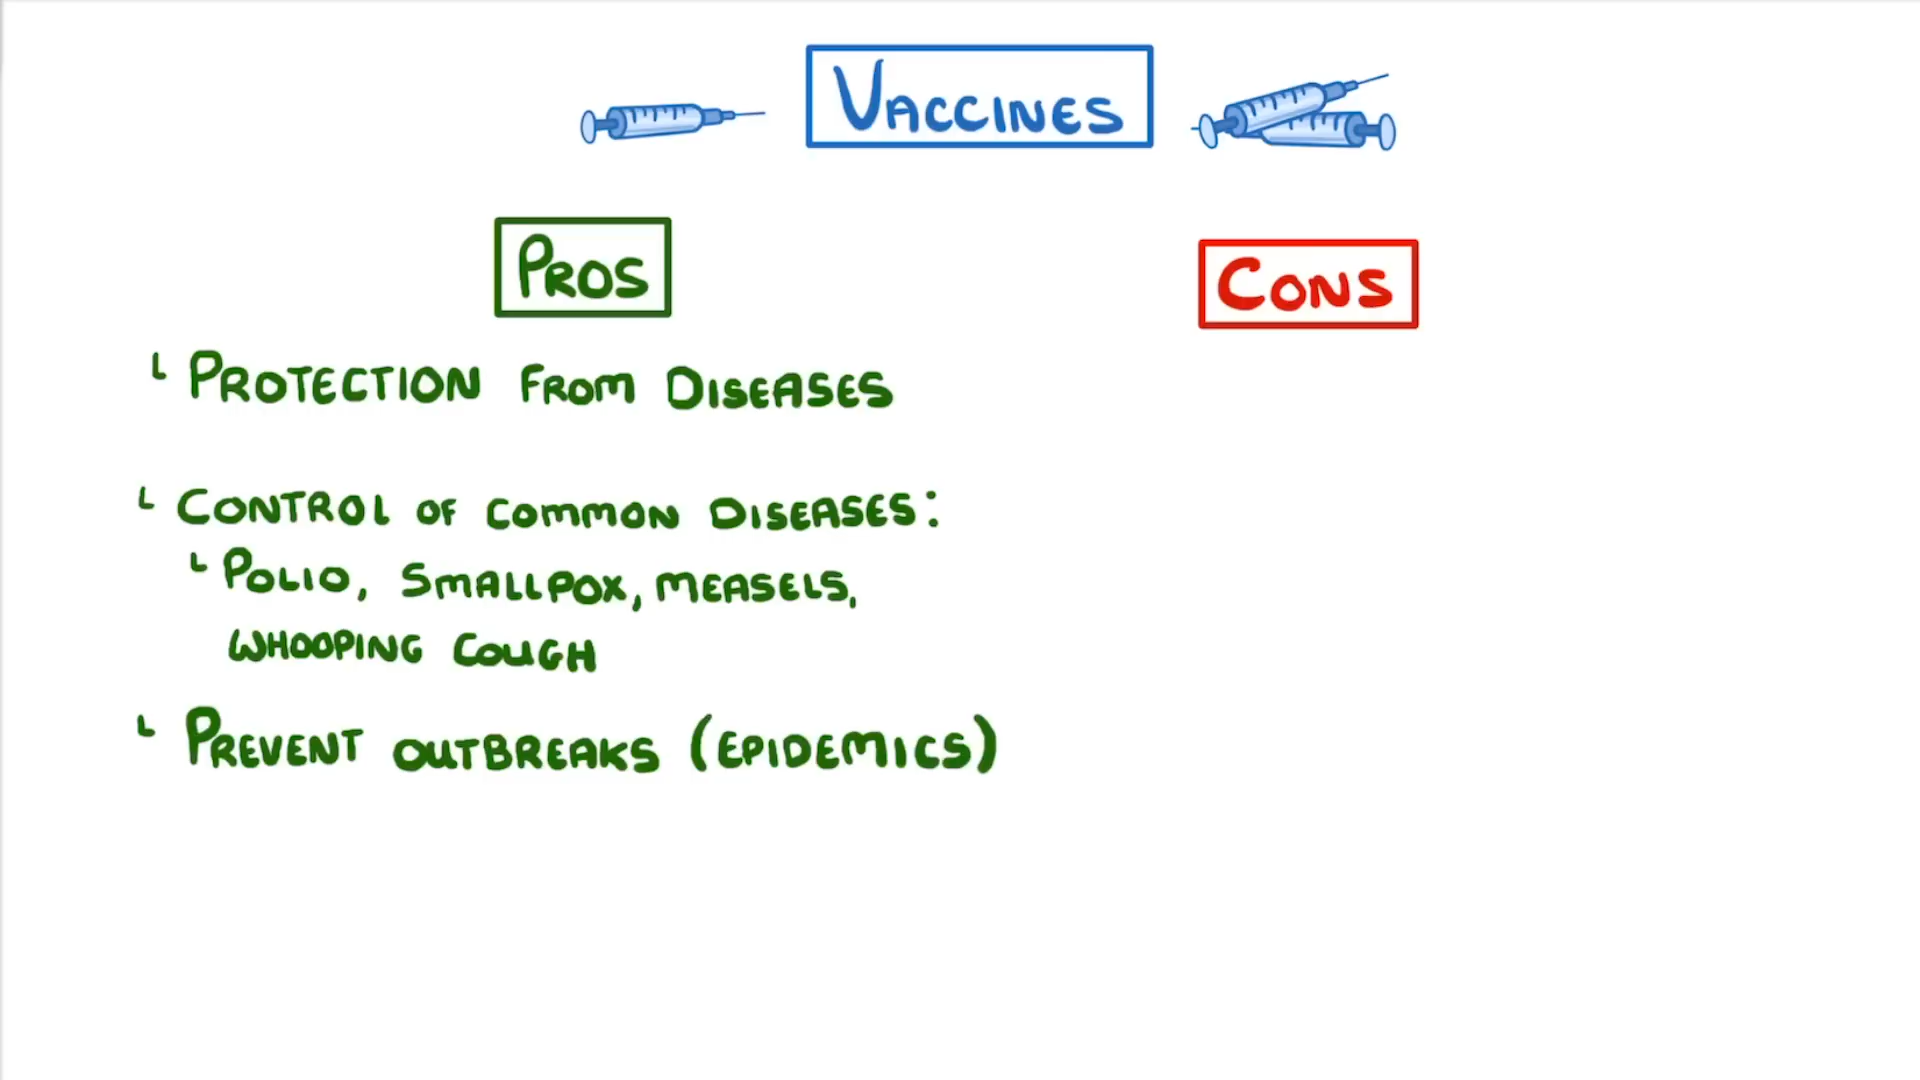 VACCINES
PROS
CONS
PROTECTION FROM DISEASES
CONTROL OF COMMON DISEASES:
POLIO, SMALLPOX, MEASELS,
WHOOPING COUGH
PREVENT OUTBREAKS (EPIDEMICS)